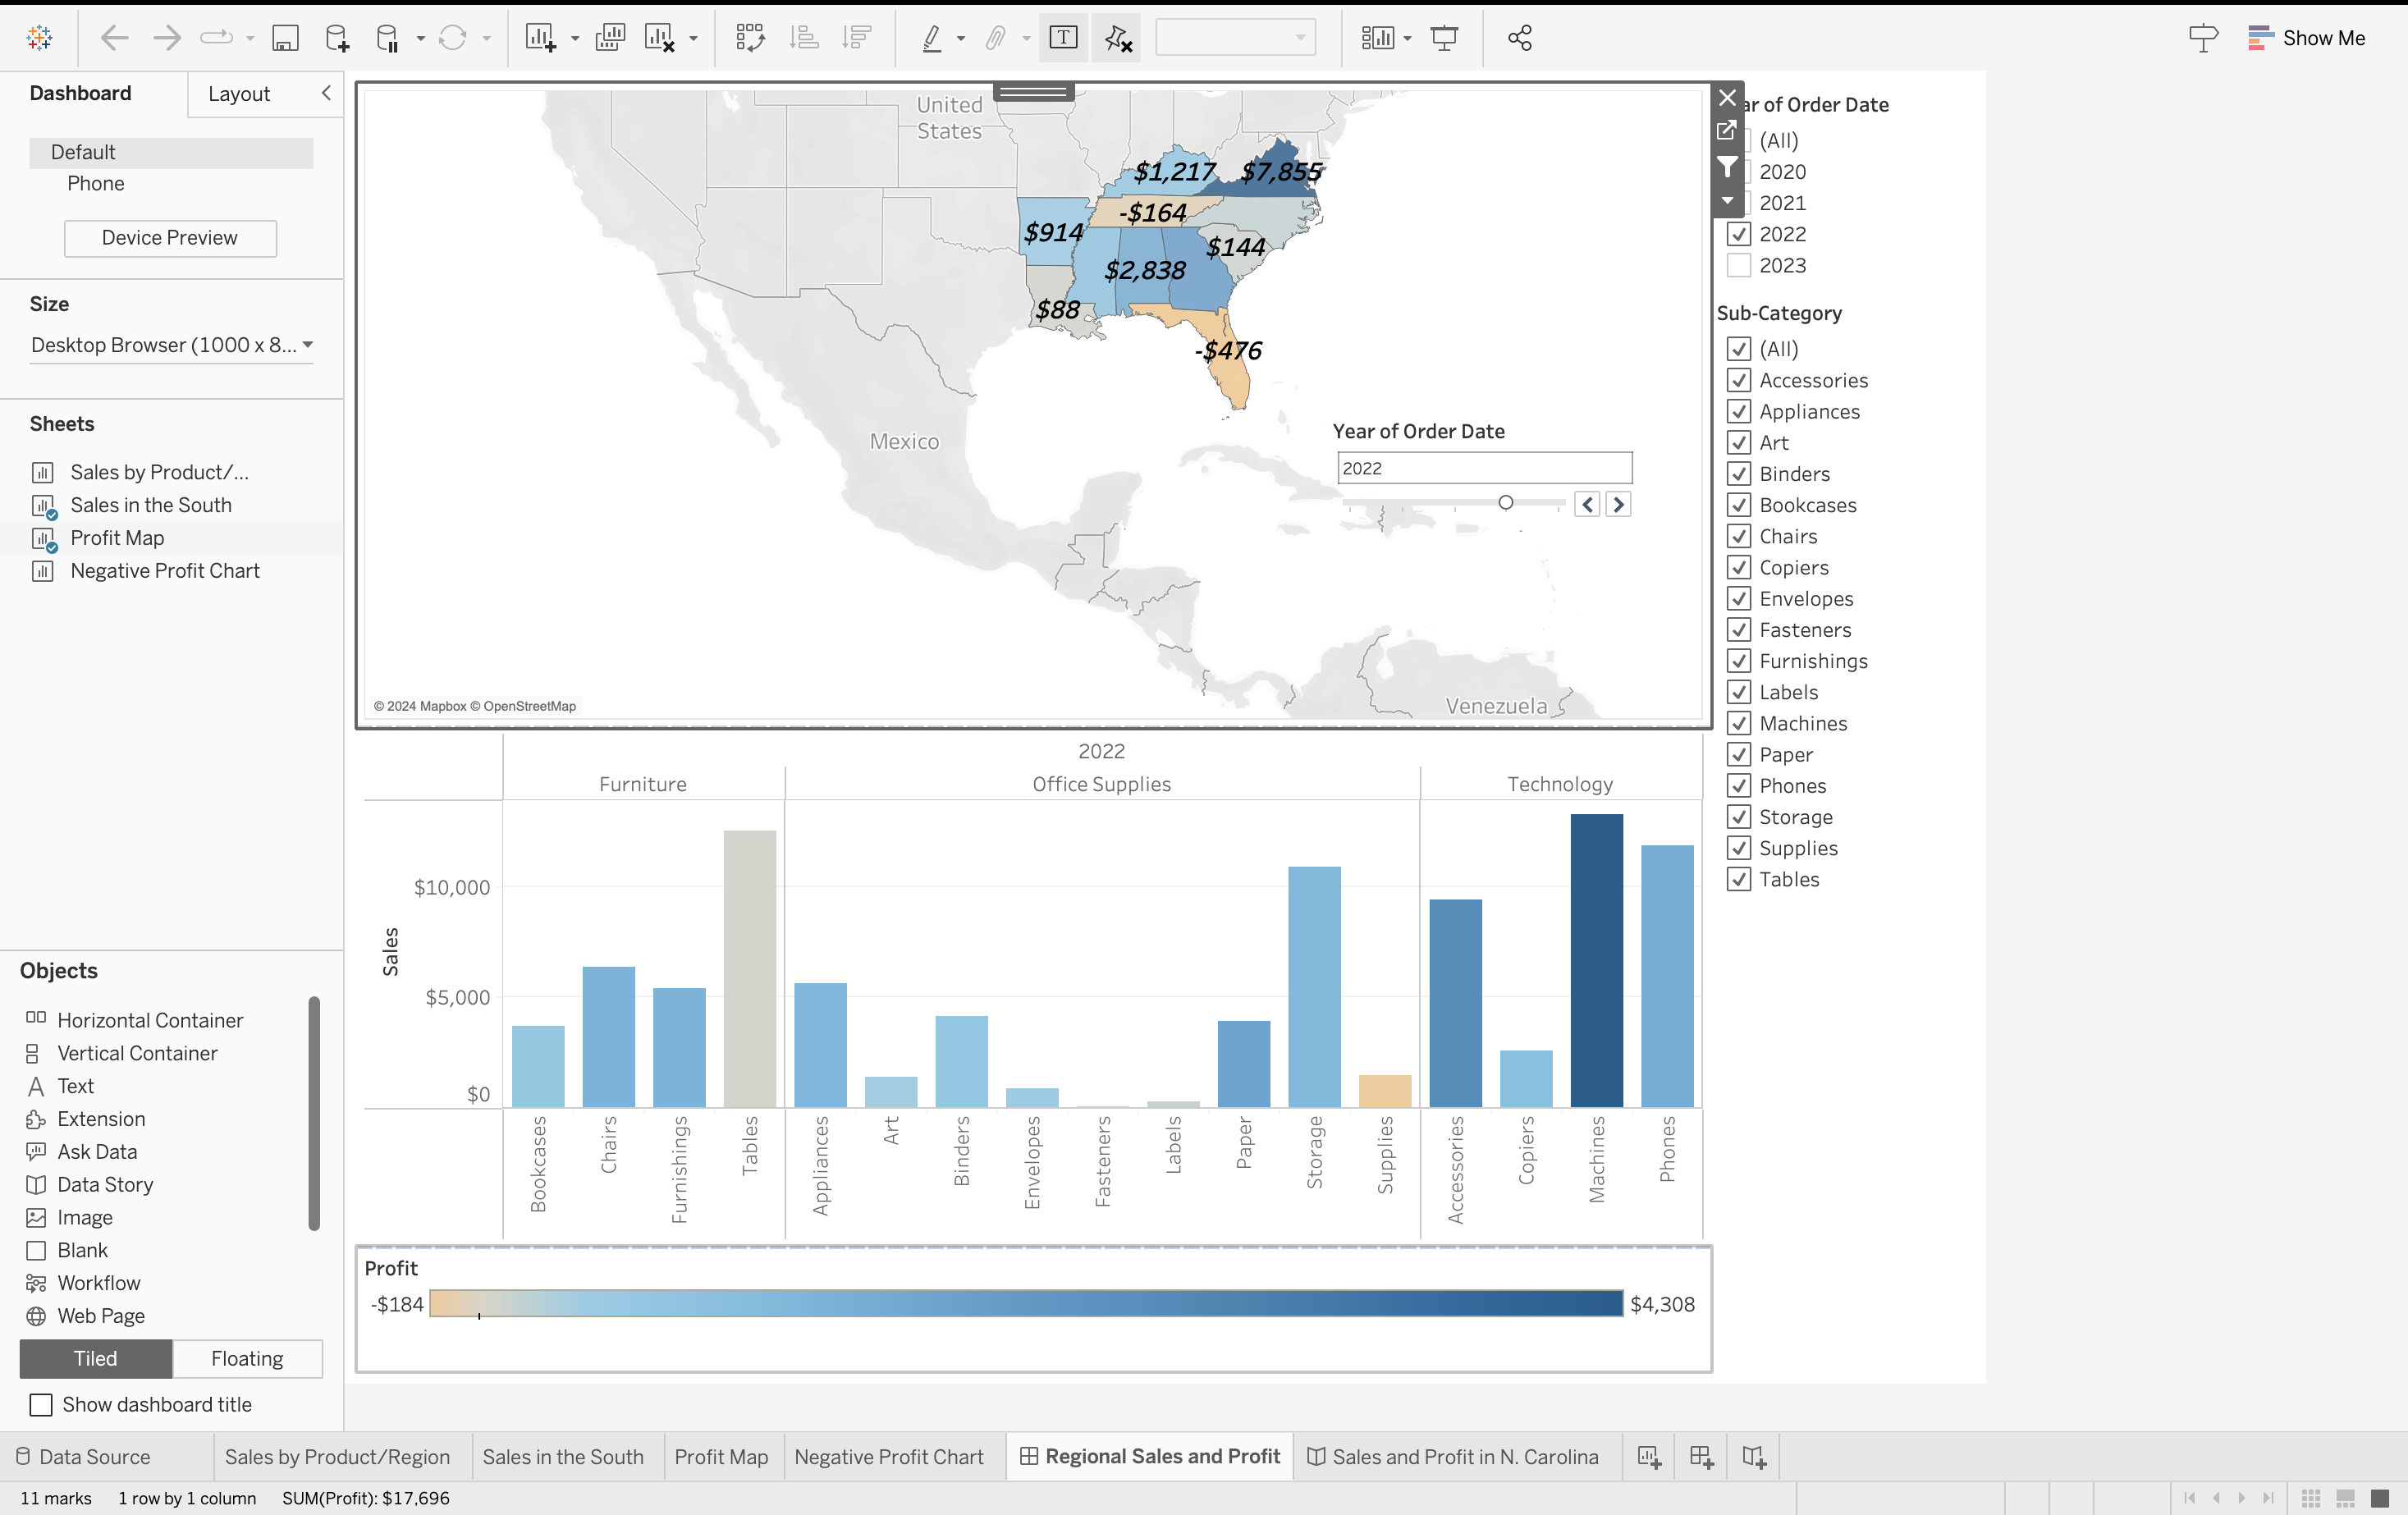 Show Me
Dashboard
Layout
Default
Phone
Device Preview
Size
Desktop Browser (1000 x 8...
Sheets
Sales by Product/...
Sales in the South
Profit Map
Negative Profit Chart
Objects
Horizontal Container
Vertical Container
Text
Extension
Ask Data
Data Story
Image
Blank
Workflow
Web Page
Tiled
Floating
Show dashboard title
United
States
$1,217
$7,855
-$164
$914
$144
$2,838
$88
-$476
Mexico
Year of Order Date
2022
Venezuela
© 2024 Mapbox © OpenStreetMap
ar of Order Date
(All)
2020
2021
2022
2023
Sub-Category
(All)
Accessories
Appliances
Art
Binders
Bookcases
Chairs
Copiers
Envelopes
Fasteners
Furnishings
Labels
Machines
Paper
Phones
Storage
Supplies
Tables
2022
Furniture
Office Supplies
Technology
Sales
$10,000
$5,000
$0
Bookcases
Chairs
Furnishings
Tables
Appliances
Art
Binders
Envelopes
Fasteners
Labels
Paper
Storage
Supplies
Accessories
Copiers
Machines
Phones
Profit
-$184
$4,308
Data Source
Sales by Product/Region
Sales in the South
Profit Map
Negative Profit Chart
Regional Sales and Profit
Sales and Profit in N. Carolina
11 marks
1 row by 1 column
SUM(Profit): $17,696